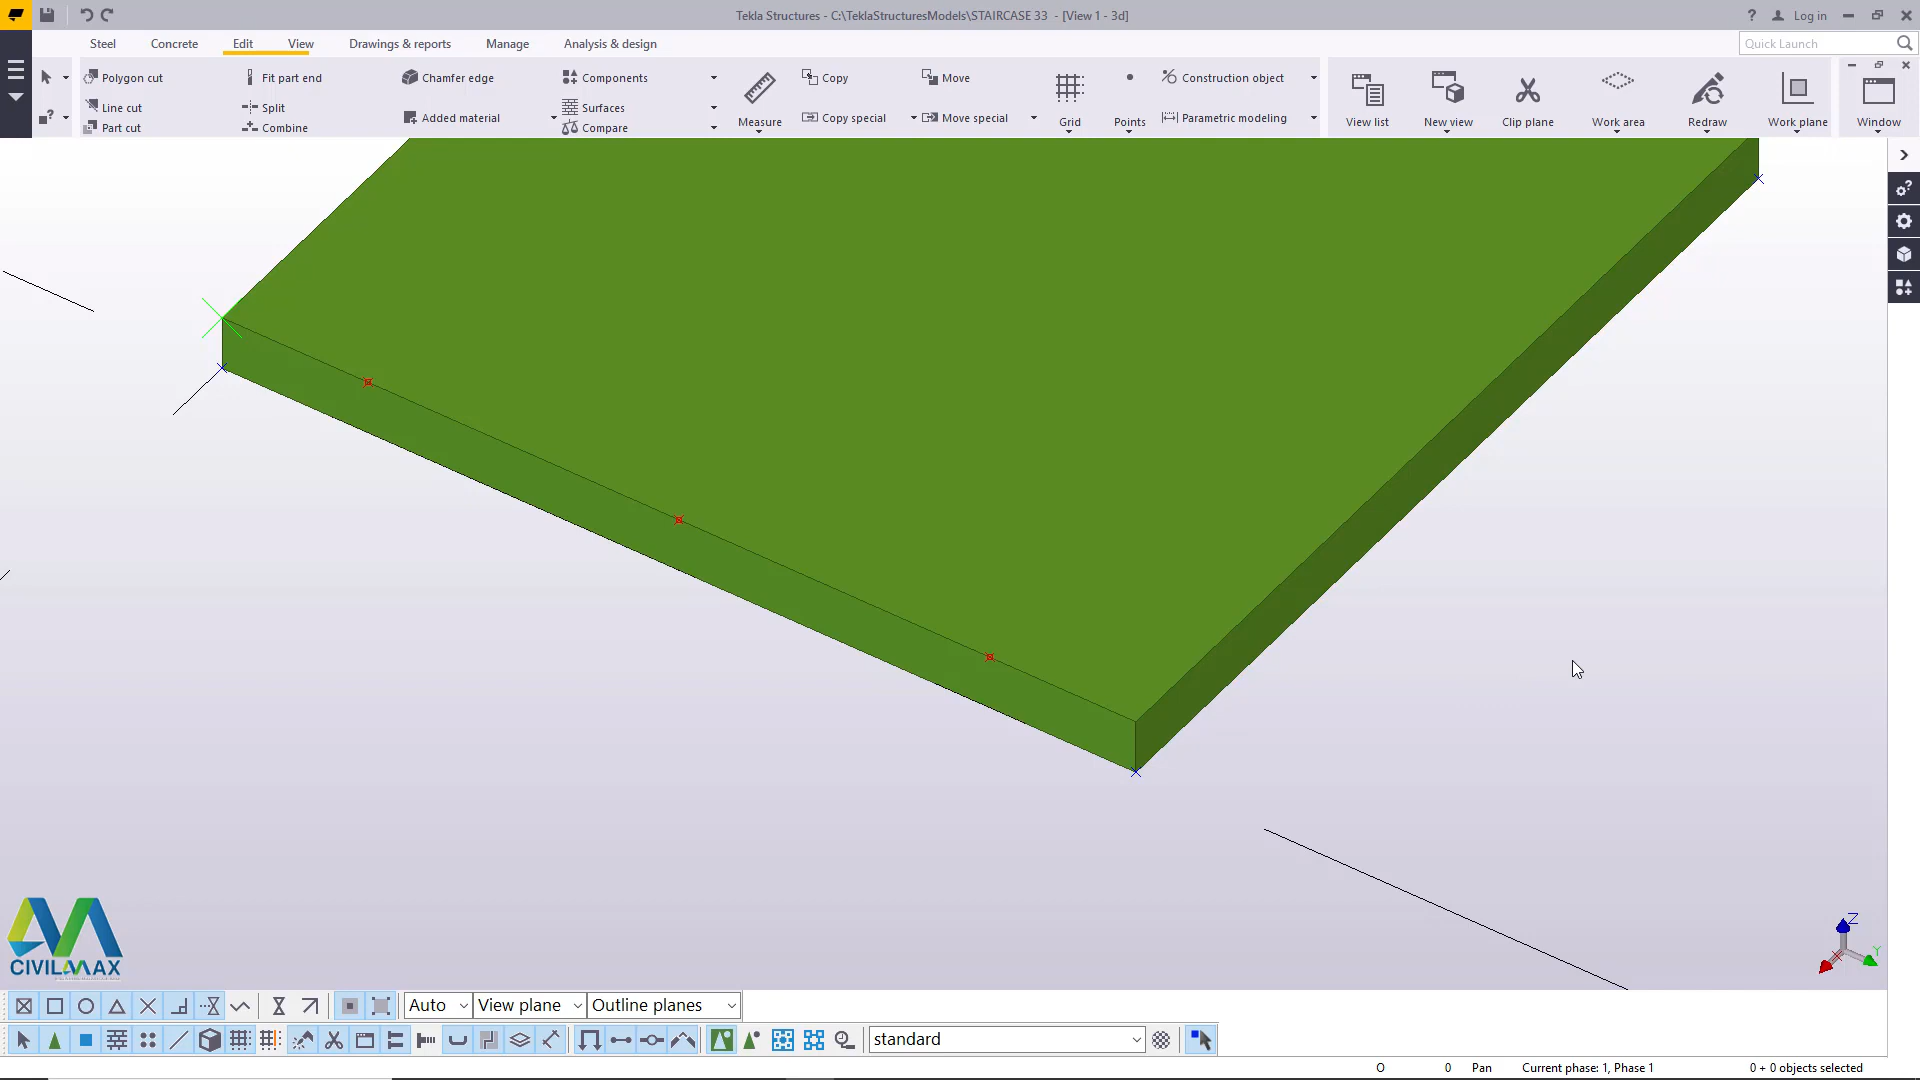 Tekla Structures - C:\TeklaStructuresModels\STAIRCASE 33 - [View 1 - 3d]
? Log in
Steel Concrete Edit View Drawings & reports Manage Analysis & design
Quick Launch
Polygon cut Fit part end Chamfer edge Components Copy Move Construction object
Line cut Split Surfaces
Added material Copy special Move special Parametric modeling
Measure Grid Points View list New view Clip plane Work area Redraw Work plane Window
Part cut Combine Compare
Z
Y
CIVILMAX
Auto View plane Outline planes
standard
O 0 Pan Current phase: 1, Phase 1 0 + 0 objects selected